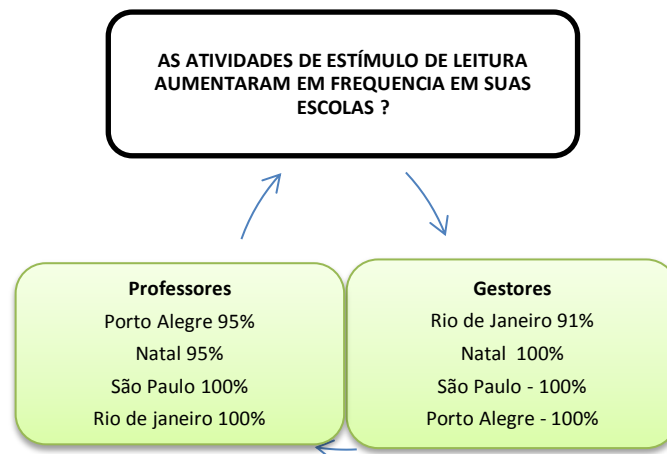 AS ATIVIDADES DE ESTÍMULO DE LEITURA
AUMENTARAM EM FREQUENCIA EM SUAS
ESCOLAS ?
Professores
Porto Alegre 95%
Natal 95%
São Paulo 100%
Rio de janeiro 100%
Gestores
Rio de Janeiro 91%
Natal 100%
São Paulo - 100%
Porto Alegre - 100%